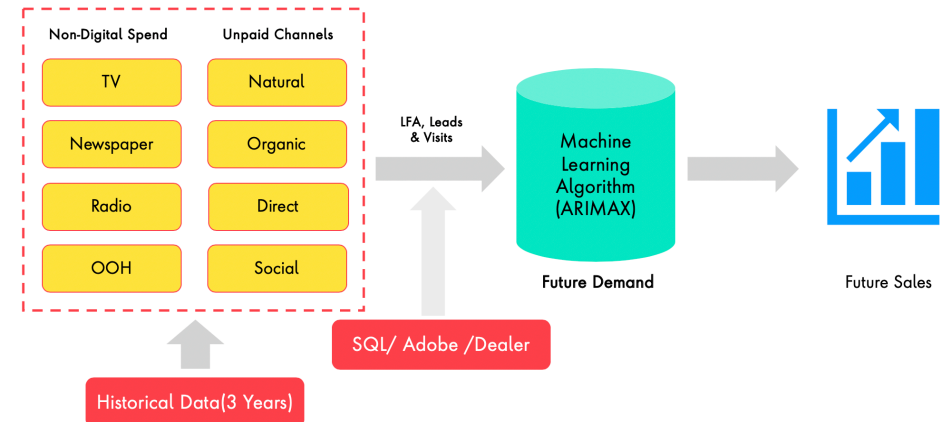 Non-Digital Spend
Unpaid Channels
TV
Natural
Newspaper
Organic
Radio
Direct
OOH
Social
LFA, Leads
& Visits
Machine
Learning
Algorithm
(ARIMAX)
Future Demand
Future Sales
SQL/ Adobe /Dealer
Historical Data(3 Years)